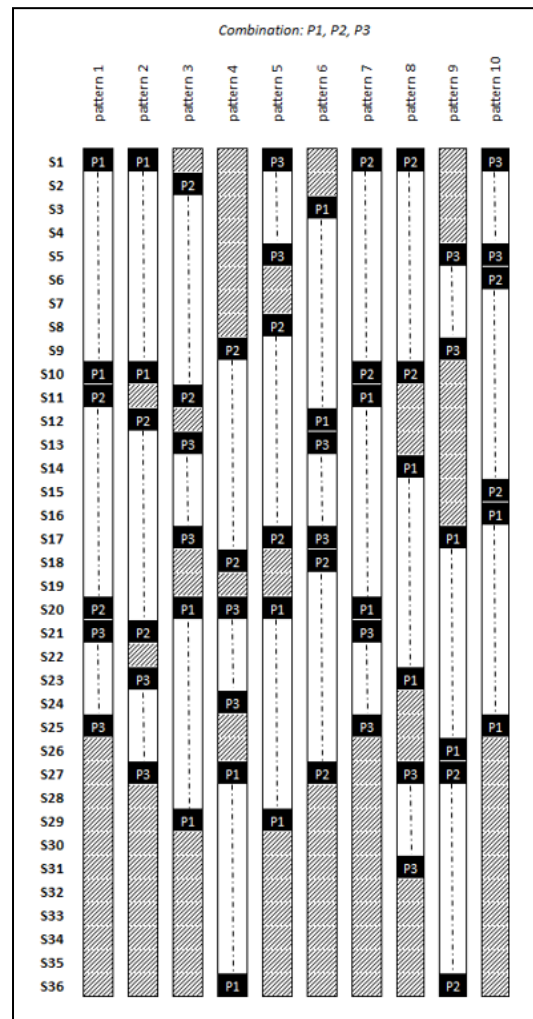 Combination: P1, P2, P3
pattern 1 pattern 2 pattern 3 pattern 4 pattern 5 pattern 6 pattern 7 pattern 8 pattern 9 pattern 10
S1 P1 P1 P3 P2 P2 P3
S2 P2
S3 P1
S4
S5 P3 P3 P3
S6 P2
S7
S8 P2
S9 P2 P3
S10 P1 P1 P2 P2
S11 P2 P2 P1
S12 P2 P1
S13 P3 P3
S14 P1
S15 P2
S16 P1
S17 P3 P2 P3 P1
S18 P2 P2
S19
S20 P2 P1 P3 P1 P1
S21 P3 P2 P3
S22
S23 P3 P1
S24 P3
S25 P3 P3 P1
S26 P1
S27 P3 P1 P2 P3 P2
S28
S29 P1 P1
S30
S31 P3
S32
S33
S34
S35
S36 P1 P2